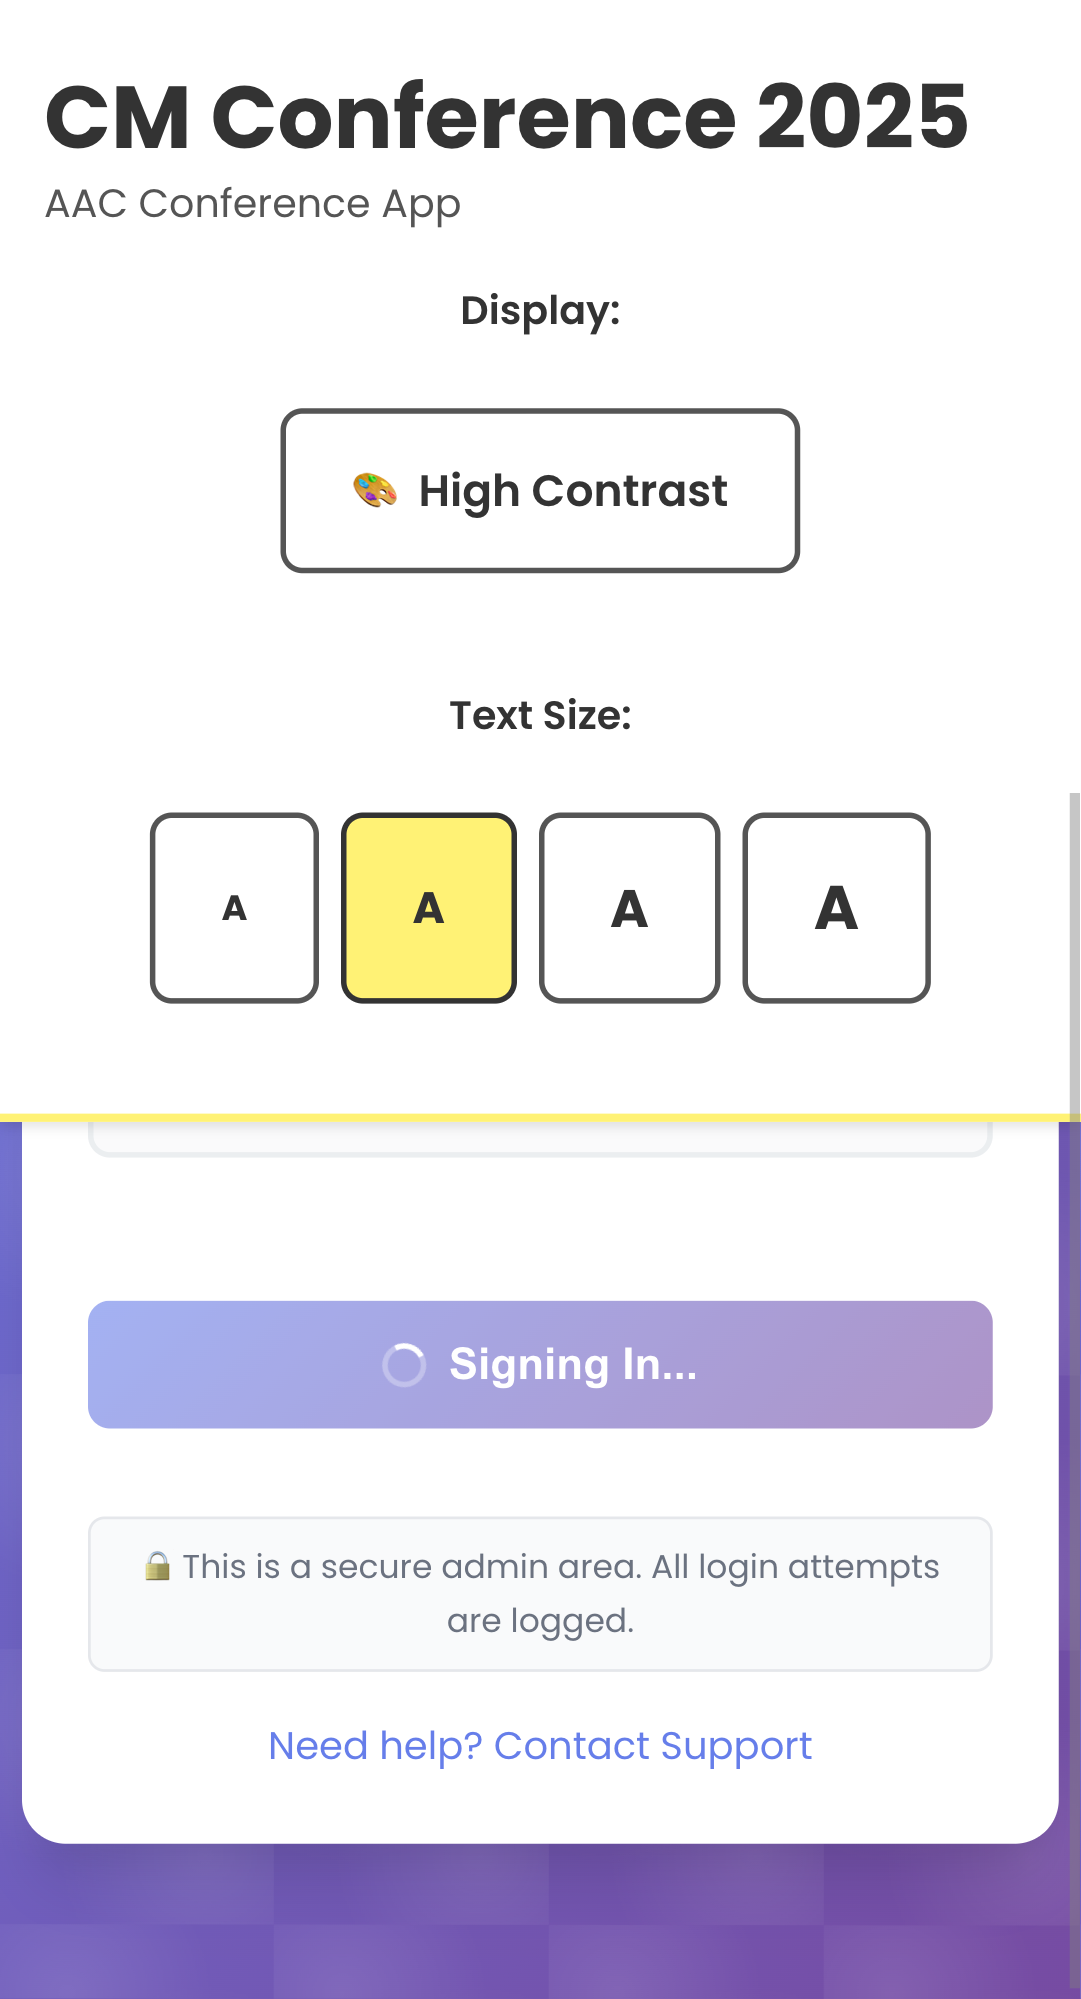 CM Conference 2025
AAC Conference App
Display:
🎨 High Contrast
Text Size:
A A A A
Signing In...
🔒 This is a secure admin area. All login attempts
are logged.
Need help? Contact Support